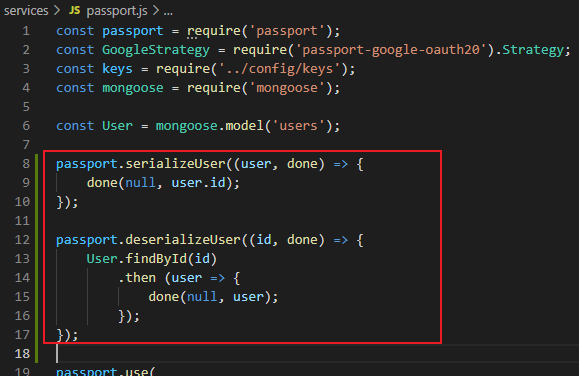 services > passport.js > ...
1 const passport = require('passport');
2 const GoogleStrategy = require('passport-google-oauth20').Strategy;
3 const keys = require('../config/keys');
4 const mongoose = require('mongoose');
5
6 const User = mongoose.model('users');
7
8 passport.serializeUser((user, done) => {
9     done(null, user.id);
10 });
11
12 passport.deserializeUser((id, done) => {
13     User.findById(id)
14         .then (user => {
15             done(null, user);
16         });
17 });
18
19 passport.use(